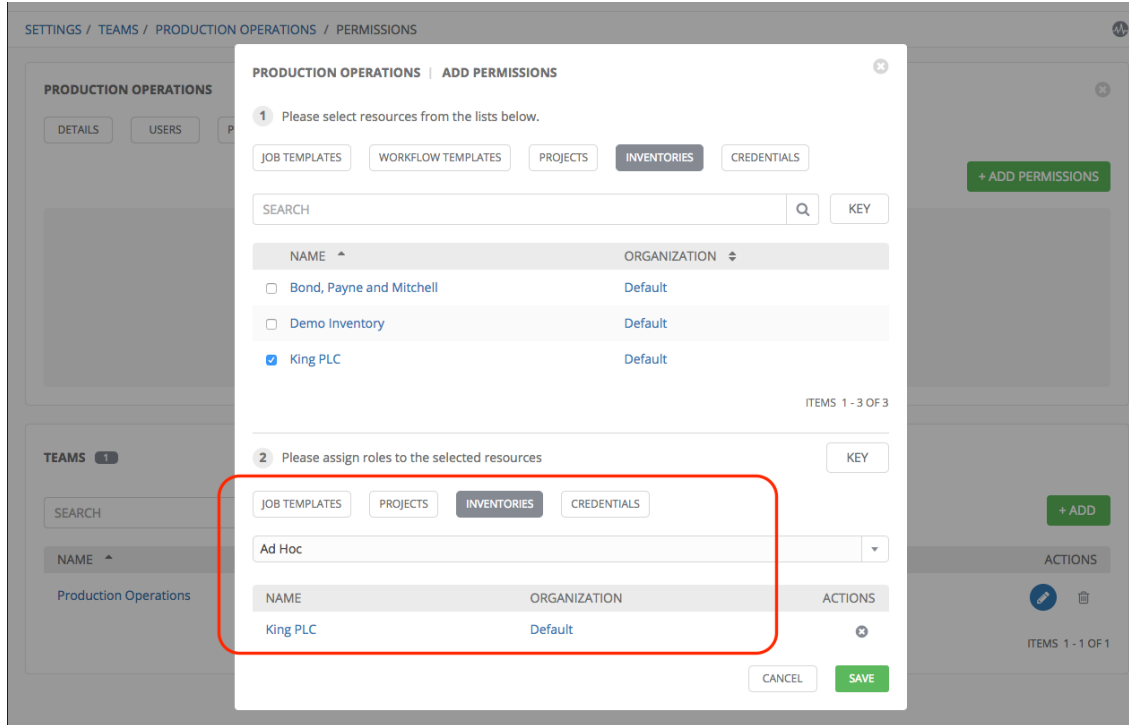 SETTINGS / TEAMS / PRODUCTION OPERATIONS / PERMISSIONS
PRODUCTION OPERATIONS
DETAILS USERS P
+ ADD PERMISSIONS
PRODUCTION OPERATIONS | ADD PERMISSIONS
1 Please select resources from the lists below.
JOB TEMPLATES WORKFLOW TEMPLATES PROJECTS INVENTORIES CREDENTIALS
SEARCH KEY
NAME ORGANIZATION
Bond, Payne and Mitchell Default
Demo Inventory Default
King PLC Default
ITEMS 1 - 3 OF 3
2 Please assign roles to the selected resources KEY
JOB TEMPLATES PROJECTS INVENTORIES CREDENTIALS
Ad Hoc
NAME ORGANIZATION ACTIONS
King PLC Default
CANCEL SAVE
TEAMS 1
SEARCH + ADD
NAME ACTIONS
Production Operations
ITEMS 1 - 1 OF 1